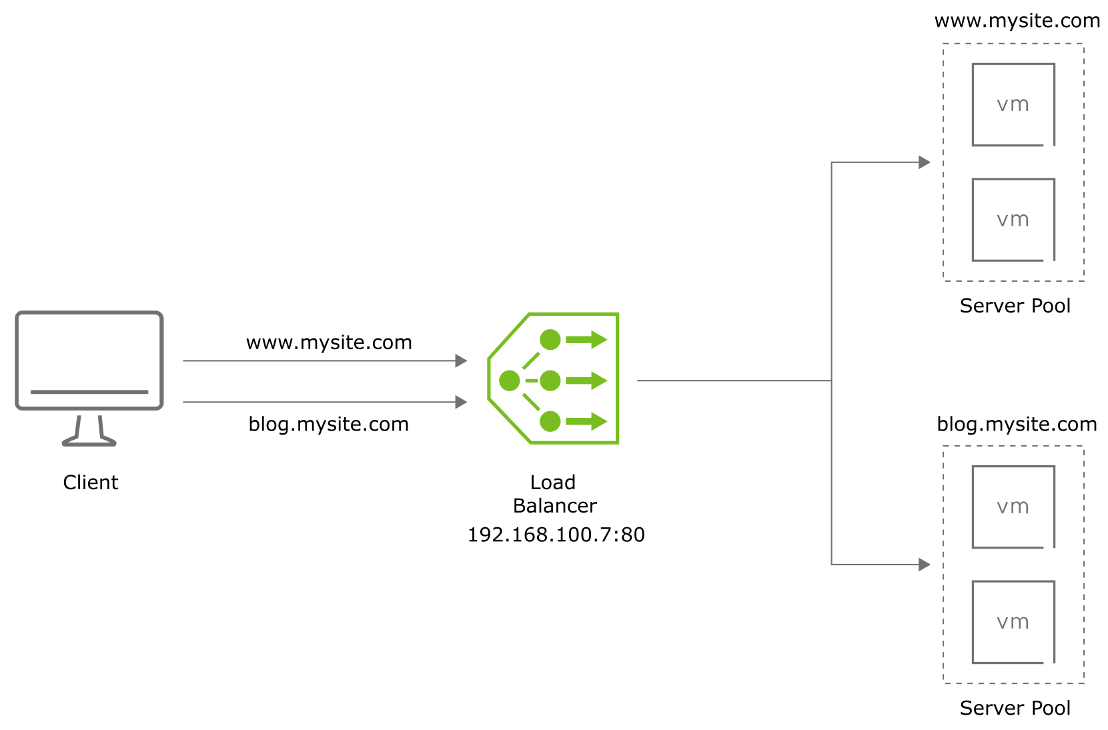 www.mysite.com
vm
vm
Server Pool
www.mysite.com
blog.mysite.com
Client
Load
Balancer
192.168.100.7:80
blog.mysite.com
vm
vm
Server Pool